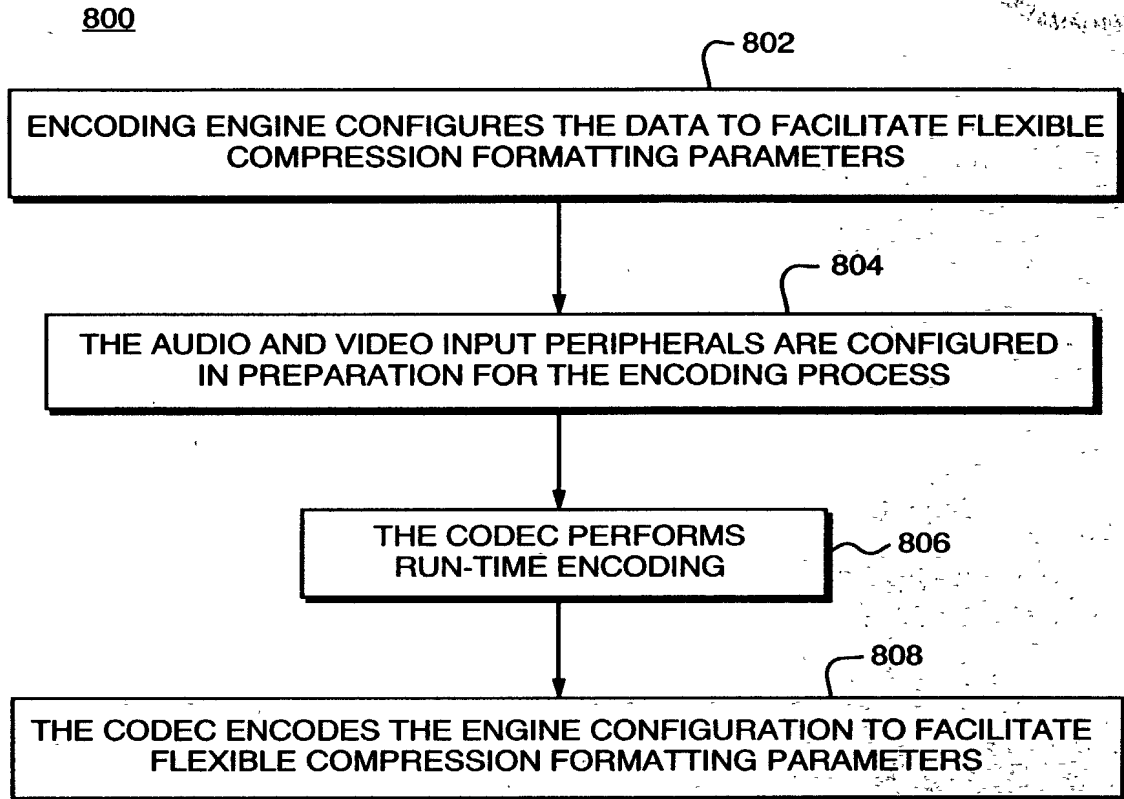 800
802
ENCODING ENGINE CONFIGURES THE DATA TO FACILITATE FLEXIBLE
COMPRESSION FORMATTING PARAMETERS
804
THE AUDIO AND VIDEO INPUT PERIPHERALS ARE CONFIGURED
IN PREPARATION FOR THE ENCODING PROCESS
THE CODEC PERFORMS
RUN-TIME ENCODING
806
808
THE CODEC ENCODES THE ENGINE CONFIGURATION TO FACILITATE
FLEXIBLE COMPRESSION FORMATTING PARAMETERS